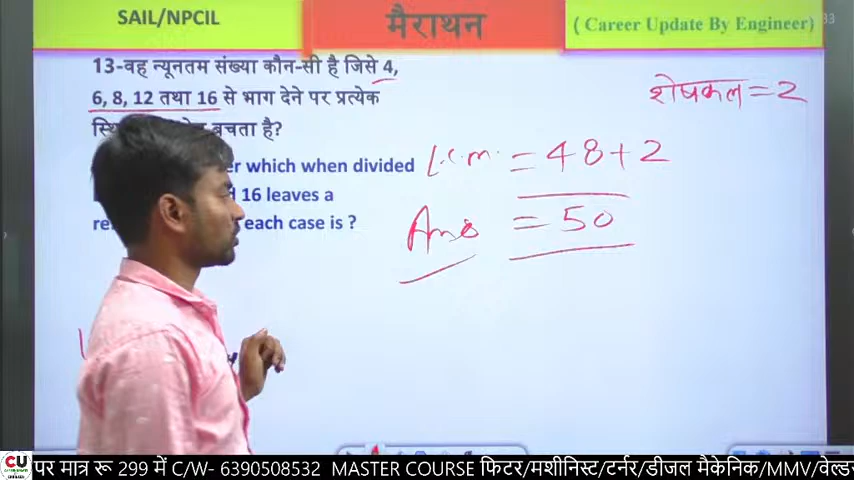 SAIL/NPCIL
मैराथन
( Career Update By Engineer)
13-वह न्यूनतम संख्या कौन-सी है जिसे 4,
6, 8, 12 तथा 16 से भाग देने पर प्रत्येक
बचता है?
which when divided
16 leaves a
each case is ?
शेषफल = 2
L.C.m. = 48+2
Ans = 50
CU
पर मात्र रू 299 में C/W- 6390508532 MASTER COURSE फिटर/मशीनिस्ट/टर्नर/डीजल मैकेनिक/MMV/वेल्डर